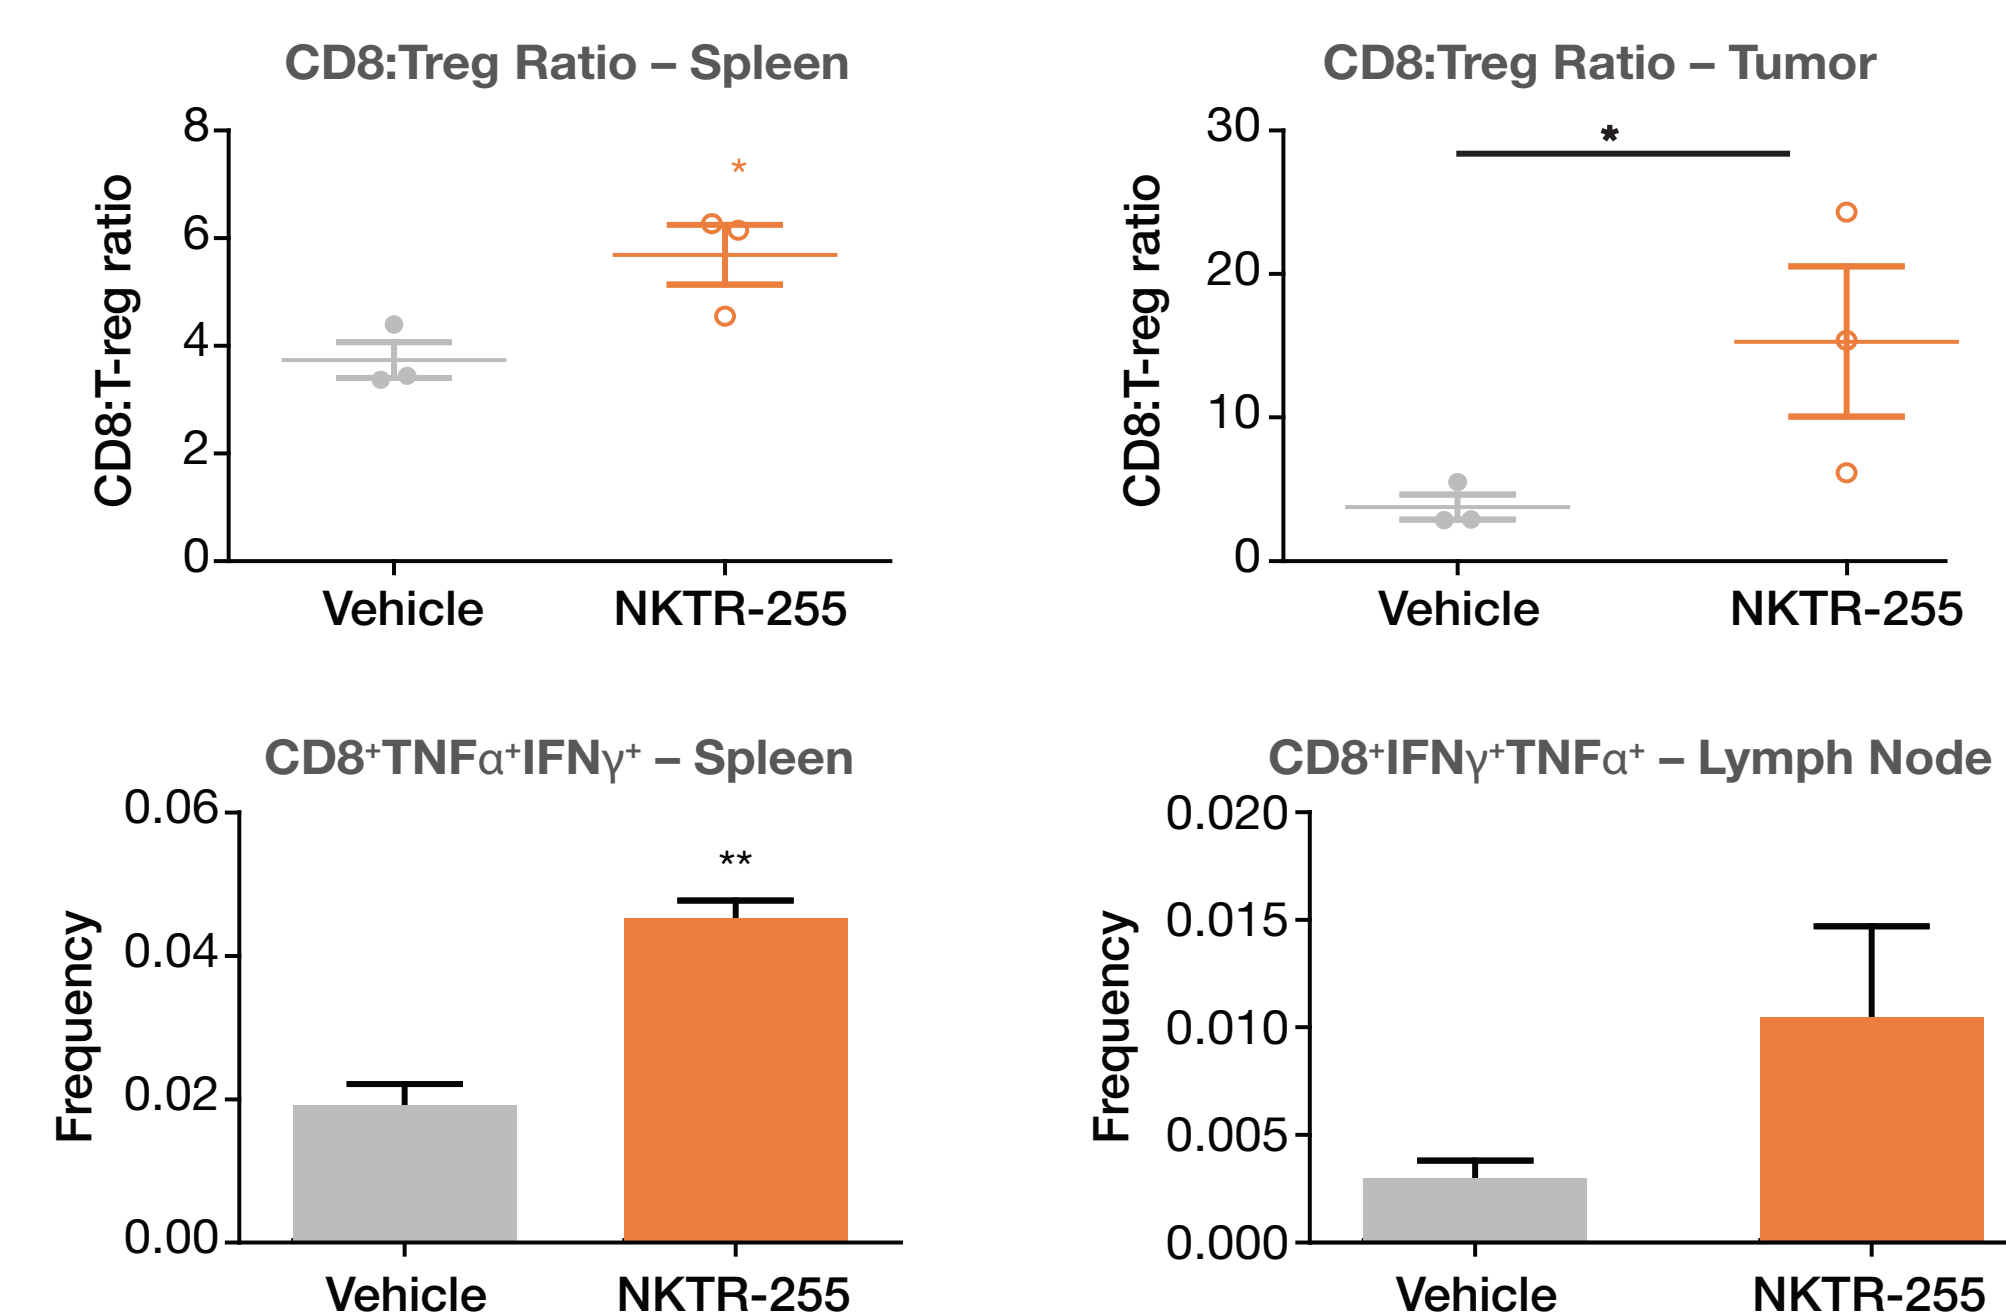 CD8:Treg Ratio – Spleen
CD8:T-reg ratio
8
6
4
2
0
*
Vehicle
NKTR-255
CD8:Treg Ratio – Tumor
CD8:T-reg ratio
30
20
10
0
*
Vehicle
NKTR-255
CD8⁺TNFα⁺IFNγ⁺ – Spleen
Frequency
0.06
0.04
0.02
0.00
**
Vehicle
NKTR-255
CD8⁺IFNγ⁺TNFα⁺ – Lymph Node
Frequency
0.020
0.015
0.010
0.005
0.000
Vehicle
NKTR-255